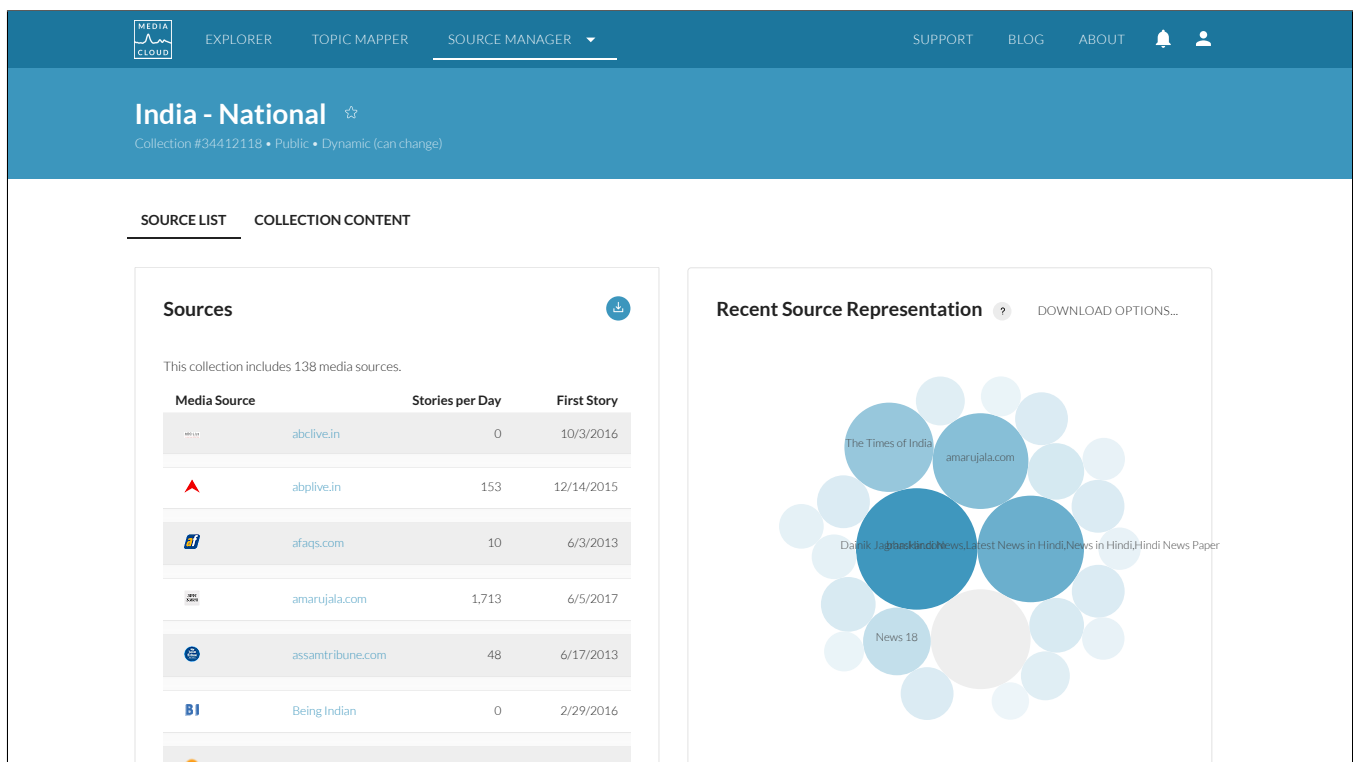 MEDIA
CLOUD
EXPLORER
TOPIC MAPPER
SOURCE MANAGER
SUPPORT
BLOG
ABOUT
India - National
Collection #34412118 • Public • Dynamic (can change)
SOURCE LIST
COLLECTION CONTENT
Sources
This collection includes 138 media sources.
Media Source Stories per Day First Story
abclive.in 0 10/3/2016
abplive.in 153 12/14/2015
afaqs.com 10 6/3/2013
amarujala.com 1,713 6/5/2017
assamtribune.com 48 6/17/2013
BI Being Indian 0 2/29/2016
Recent Source Representation ?
DOWNLOAD OPTIONS...
The Times of India
amarujala.com
Dainik News,Latest News in Hindi,News in Hindi,Hindi News Paper
News 18